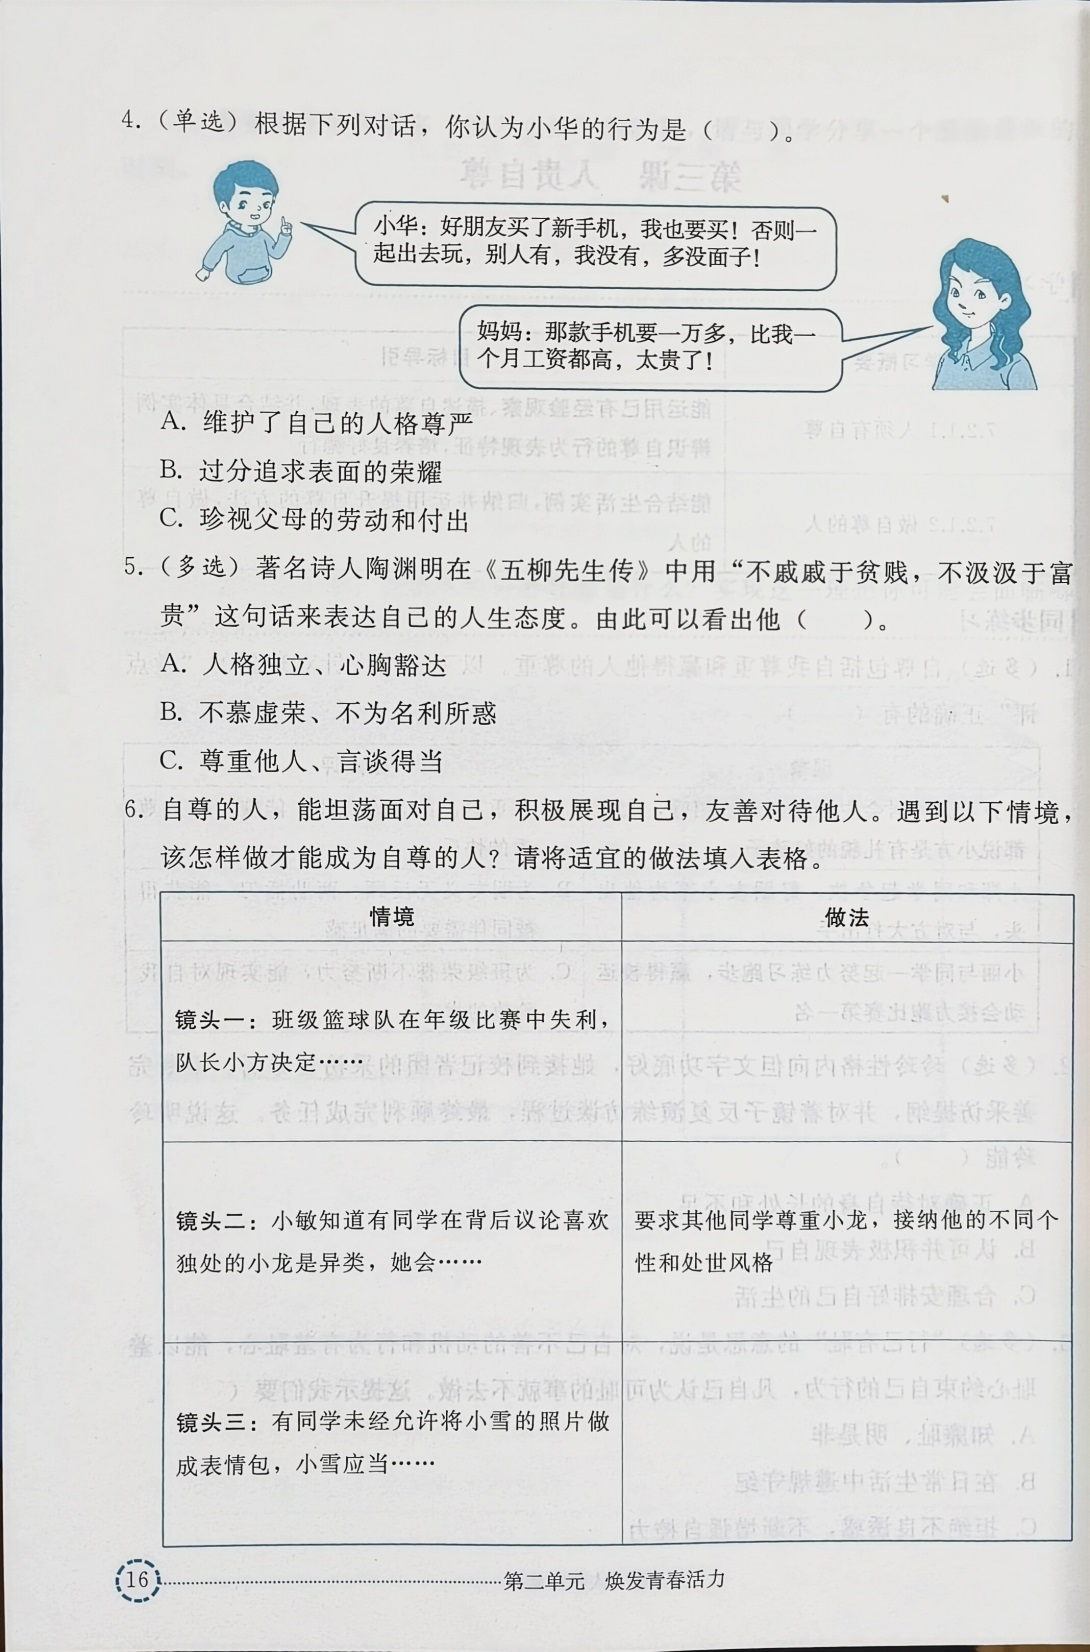 4.（单选）根据下列对话，你认为小华的行为是（　　）。
小华：好朋友买了新手机，我也要买！否则一
起出去玩，别人有，我没有，多没面子！
妈妈：那款手机要一万多，比我一
个月工资都高，太贵了！
A. 维护了自己的人格尊严
B. 过分追求表面的荣耀
C. 珍视父母的劳动和付出
5.（多选）著名诗人陶渊明在《五柳先生传》中用“不戚戚于贫贱，不汲汲于富
贵”这句话来表达自己的人生态度。由此可以看出他（　　）。
A. 人格独立、心胸豁达
B. 不慕虚荣、不为名利所惑
C. 尊重他人、言谈得当
6. 自尊的人，能坦荡面对自己，积极展现自己，友善对待他人。遇到以下情境，
该怎样做才能成为自尊的人？请将适宜的做法填入表格。
情境
做法
镜头一：班级篮球队在年级比赛中失利，
队长小方决定……
镜头二：小敏知道有同学在背后议论喜欢
独处的小龙是异类，她会……
要求其他同学尊重小龙，接纳他的不同个
性和处世风格
镜头三：有同学未经允许将小雪的照片做
成表情包，小雪应当……
16
第二单元　焕发青春活力